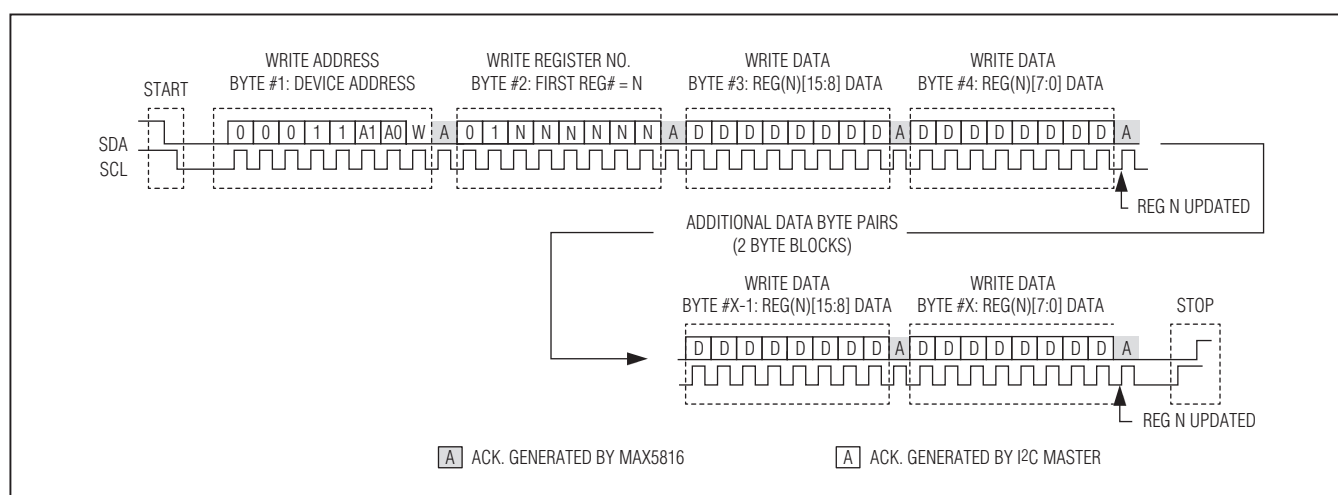 START
WRITE ADDRESS
BYTE #1: DEVICE ADDRESS
WRITE REGISTER NO.
BYTE #2: FIRST REG# = N
WRITE DATA
BYTE #3: REG(N)[15:8] DATA
WRITE DATA
BYTE #4: REG(N)[7:0] DATA
SDA
0 0 0 1 1 A1 A0 W A 0 1 N N N N N N A D D D D D D D D A D D D D D D D D A
SCL
REG N UPDATED
ADDITIONAL DATA BYTE PAIRS
(2 BYTE BLOCKS)
WRITE DATA
BYTE #X-1: REG(N)[15:8] DATA
WRITE DATA
BYTE #X: REG(N)[7:0] DATA
STOP
D D D D D D D D A D D D D D D D D A
REG N UPDATED
A ACK. GENERATED BY MAX5816
A ACK. GENERATED BY I2C MASTER